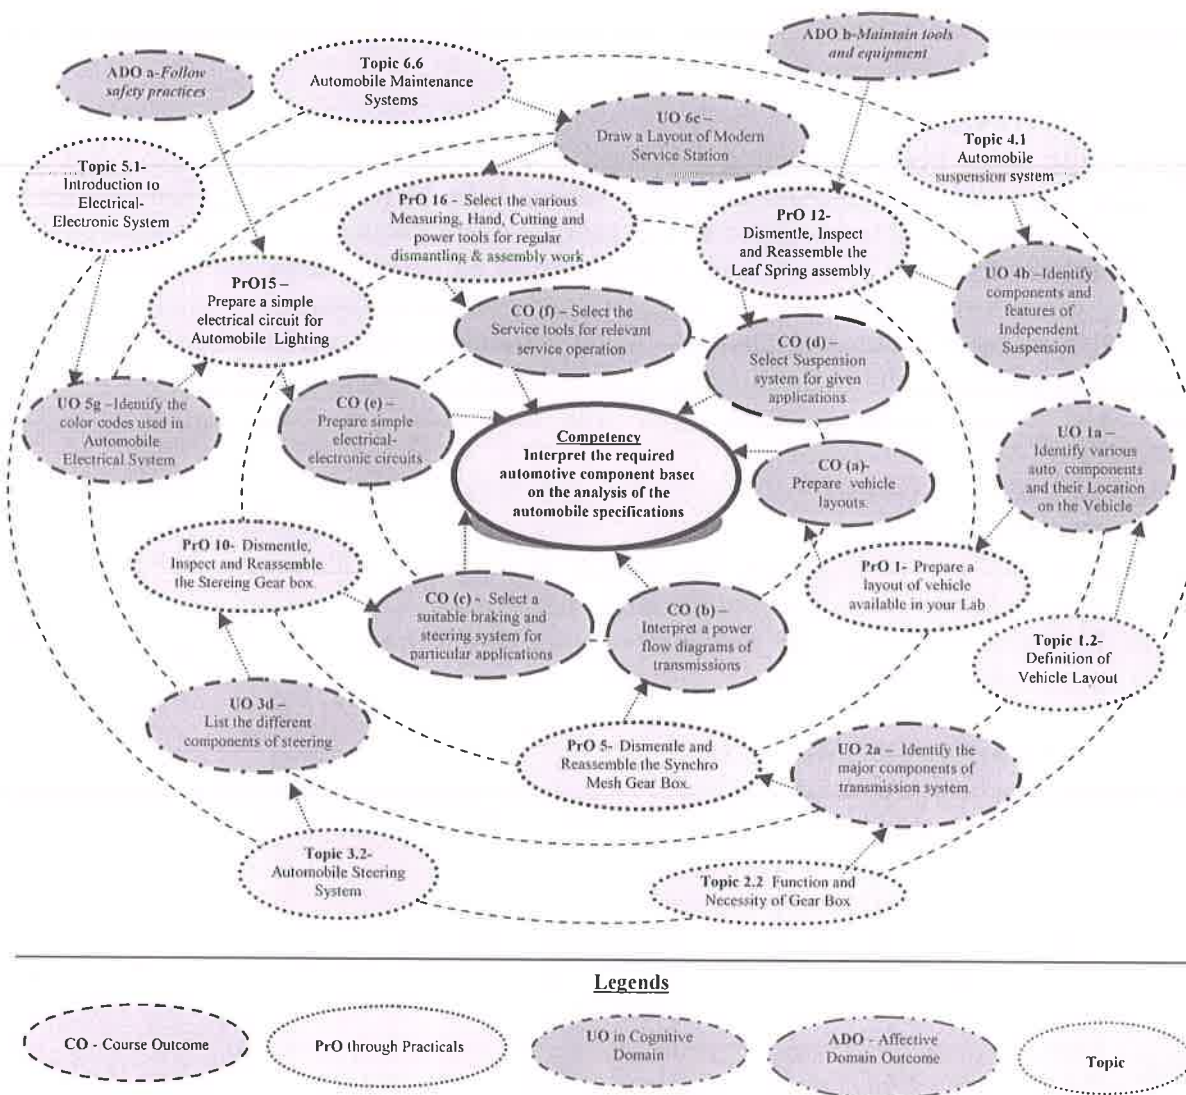 ADO b-Maintain tools
and equipment
ADO a-Follow
safety practices
Topic 6.6
Automobile Maintenance
Systems
UO 6c –
Draw a Layout of Modern
Service Station
Topic 4.1
Automobile
suspension system
Topic 5.1-
Introduction to
Electrical-
Electronic System
PrO 16 - Select the various
Measuring, Hand, Cutting and
power tools for regular
dismantling & assembly work
PrO 12-
Dismentle, Inspect
and Reassemble the
Leaf Spring assembly
UO 4b –Identify
components and
features of
Independent
Suspension
PrO15 –
Prepare a simple
electrical circuit for
Automobile Lighting
CO (f) – Select the
Service tools for relevant
service operation
CO (d) –
Select Suspension
system for given
applications
UO 5g –Identify the
color codes used in
Automobile
Electrical System
CO (e) –
Prepare simple
electrical-
electronic circuits
Competency
Interpret the required
automotive component basec
on the analysis of the
automobile specifications
CO (a)-
Prepare vehicle
layouts.
UO 1a –
Identify various
auto components
and their Location
on the Vehicle
PrO 10- Dismentle,
Inspect and Reassemble
the Stereing Gear box
CO (c) - Select a
suitable braking and
steering system for
particular applications
CO (b) –
Interpret a power
flow diagrams of
transmissions
PrO 1- Prepare a
layout of vehicle
available in your Lab
Topic 1.2-
Definition of
Vehicle Layout
UO 3d –
List the different
components of steering
PrO 5- Dismentle and
Reassemble the Synchro
Mesh Gear Box.
UO 2a – Identify the
major components of
transmission system
Topic 3.2-
Automobile Steering
System
Topic 2.2 Function and
Necessity of Gear Box
Legends
CO - Course Outcome
PrO through Practicals
UO in Cognitive
Domain
ADO - Affective
Domain Outcome
Topic